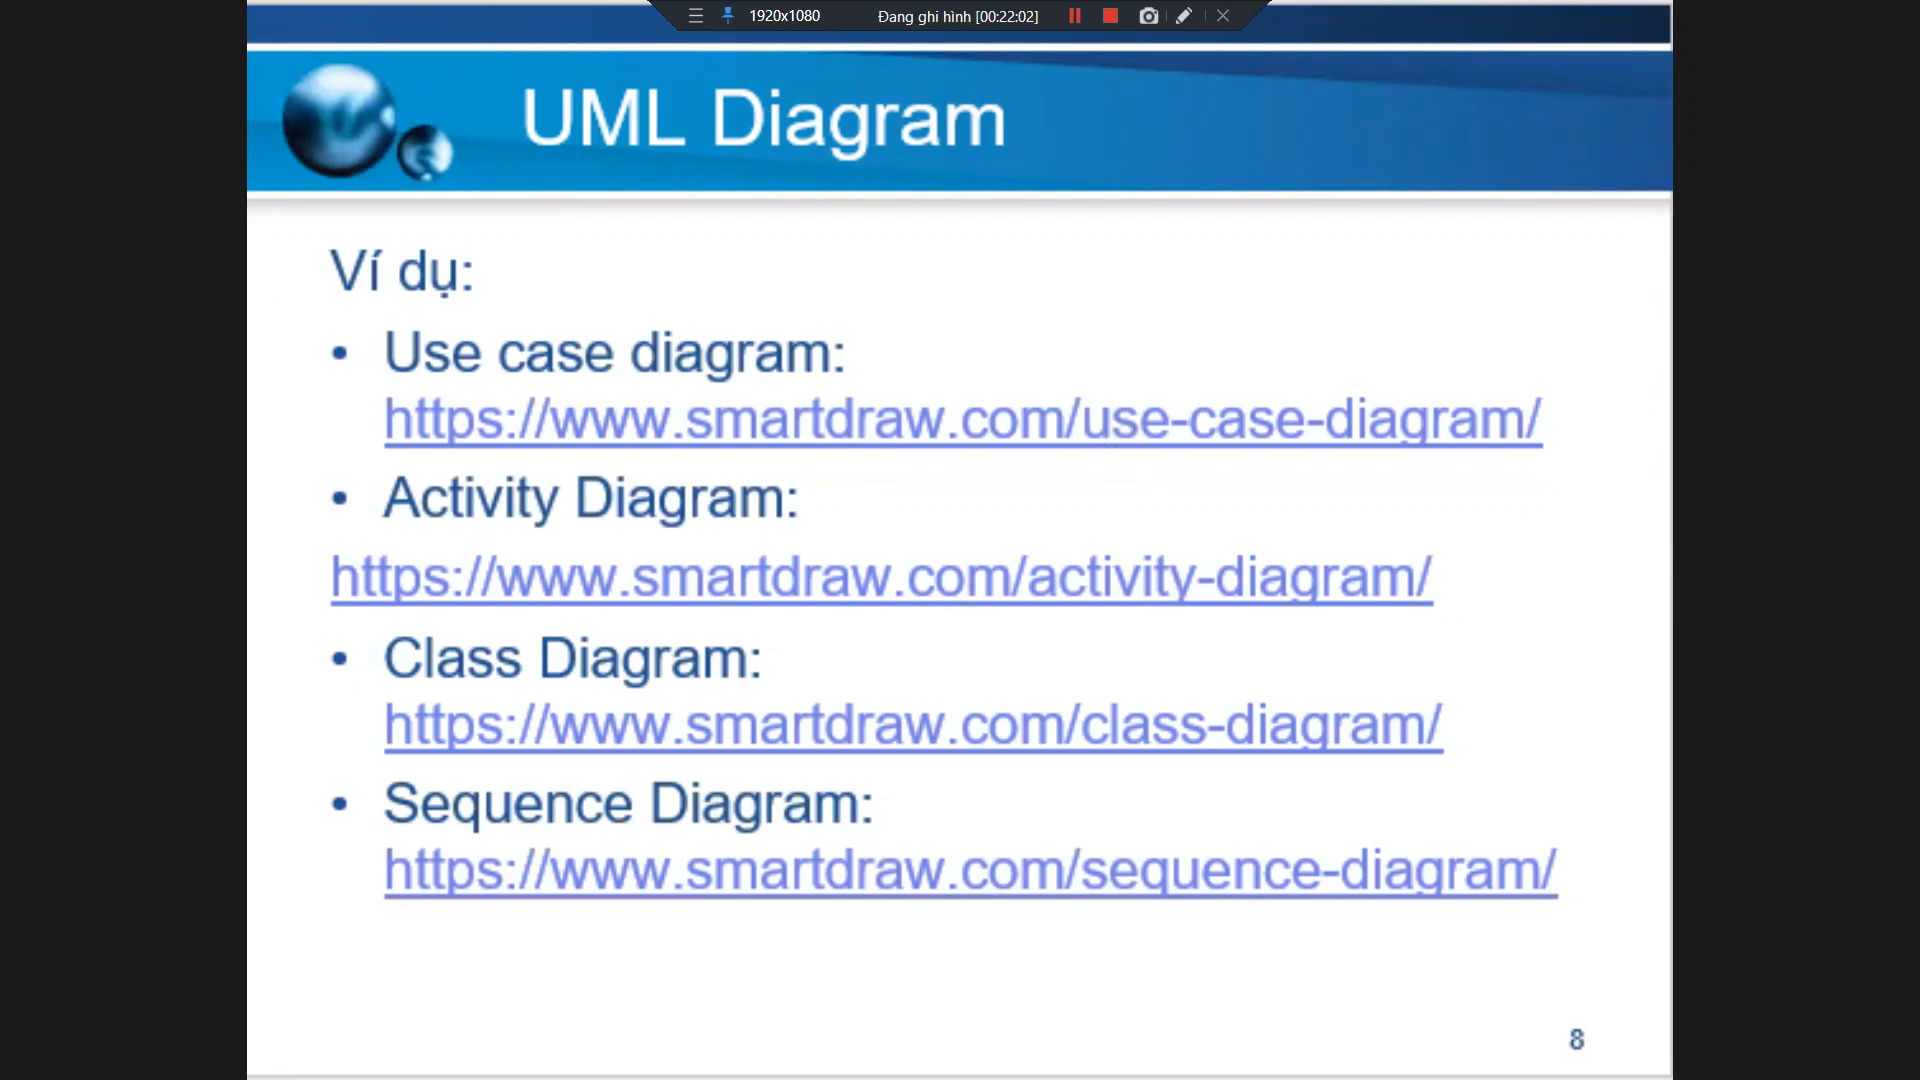 1920x1080 Đang ghi hình [00:22:02]
UML Diagram
Ví dụ:
• Use case diagram:
https://www.smartdraw.com/use-case-diagram/
• Activity Diagram:
https://www.smartdraw.com/activity-diagram/
• Class Diagram:
https://www.smartdraw.com/class-diagram/
• Sequence Diagram:
https://www.smartdraw.com/sequence-diagram/
8